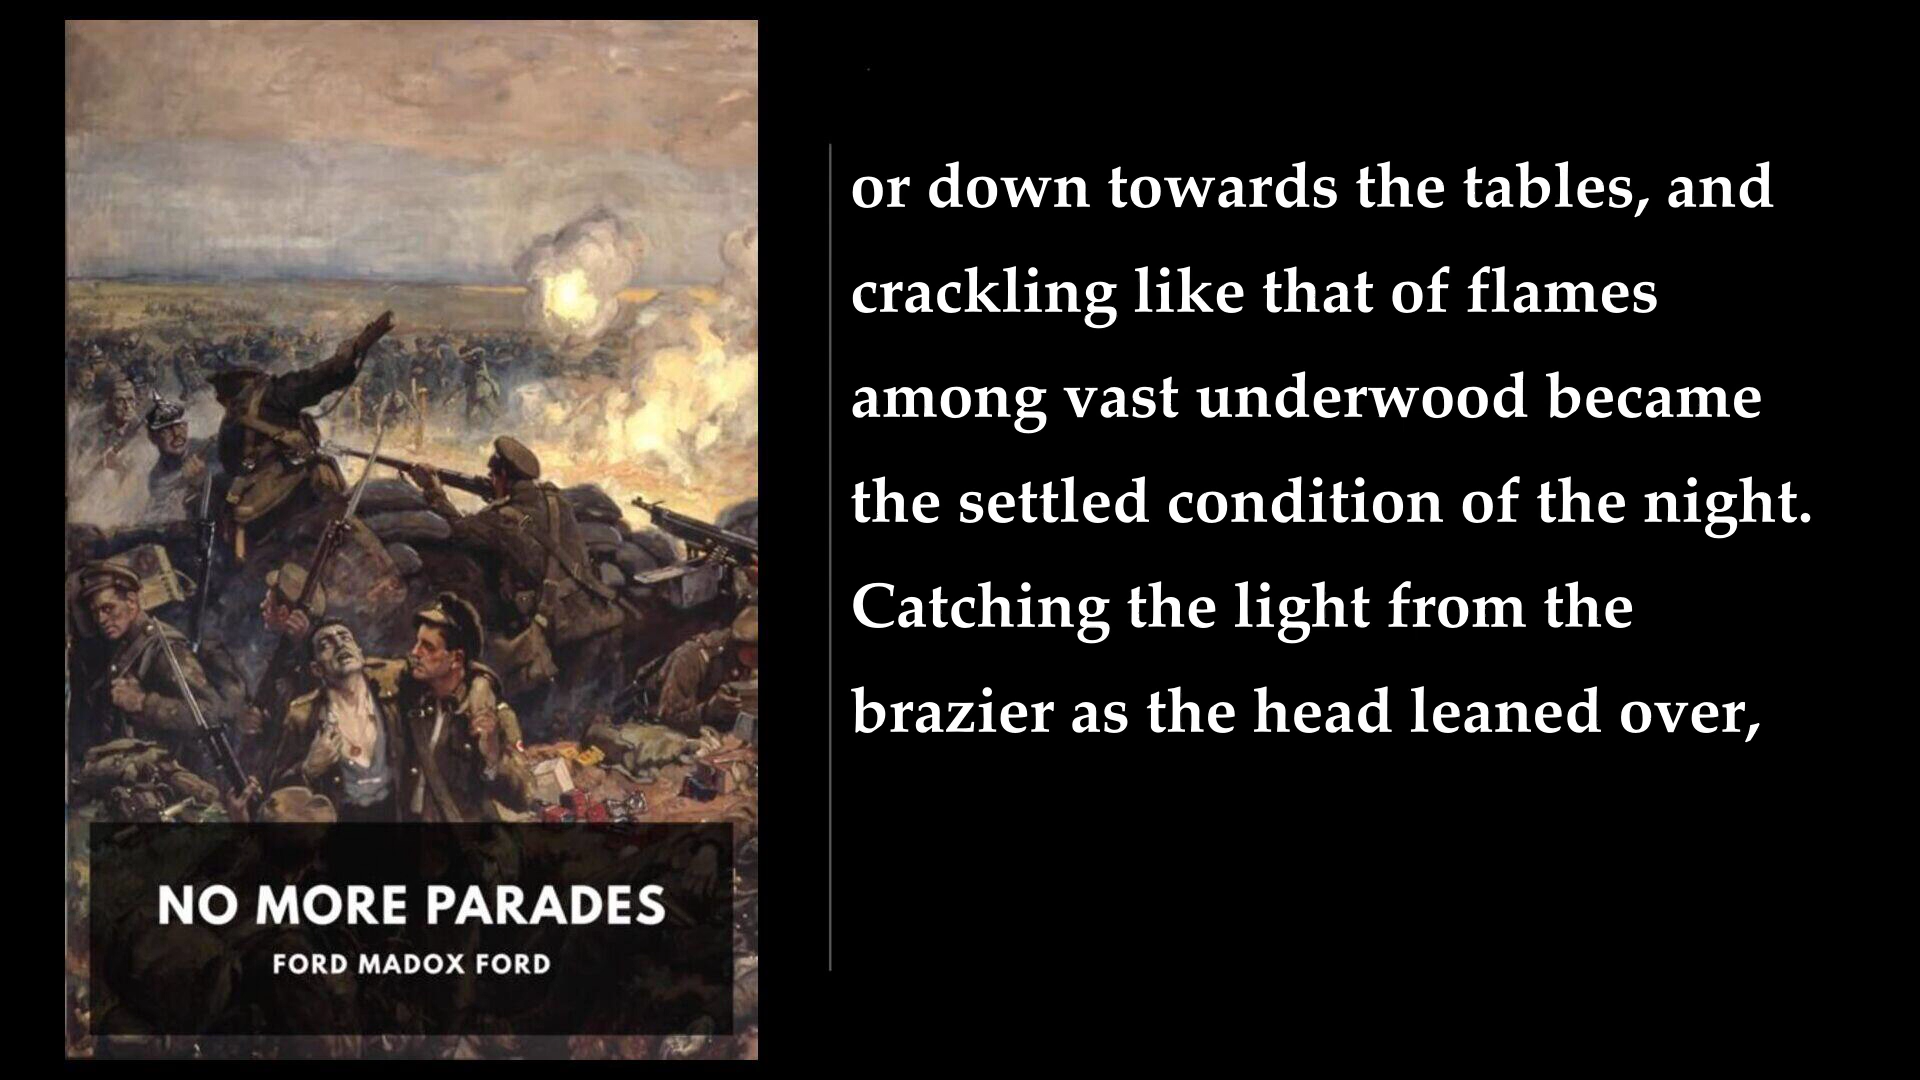 or down towards the tables, and
crackling like that of flames
among vast underwood became
the settled condition of the night.
Catching the light from the
brazier as the head leaned over,
NO MORE PARADES
FORD MADOX FORD